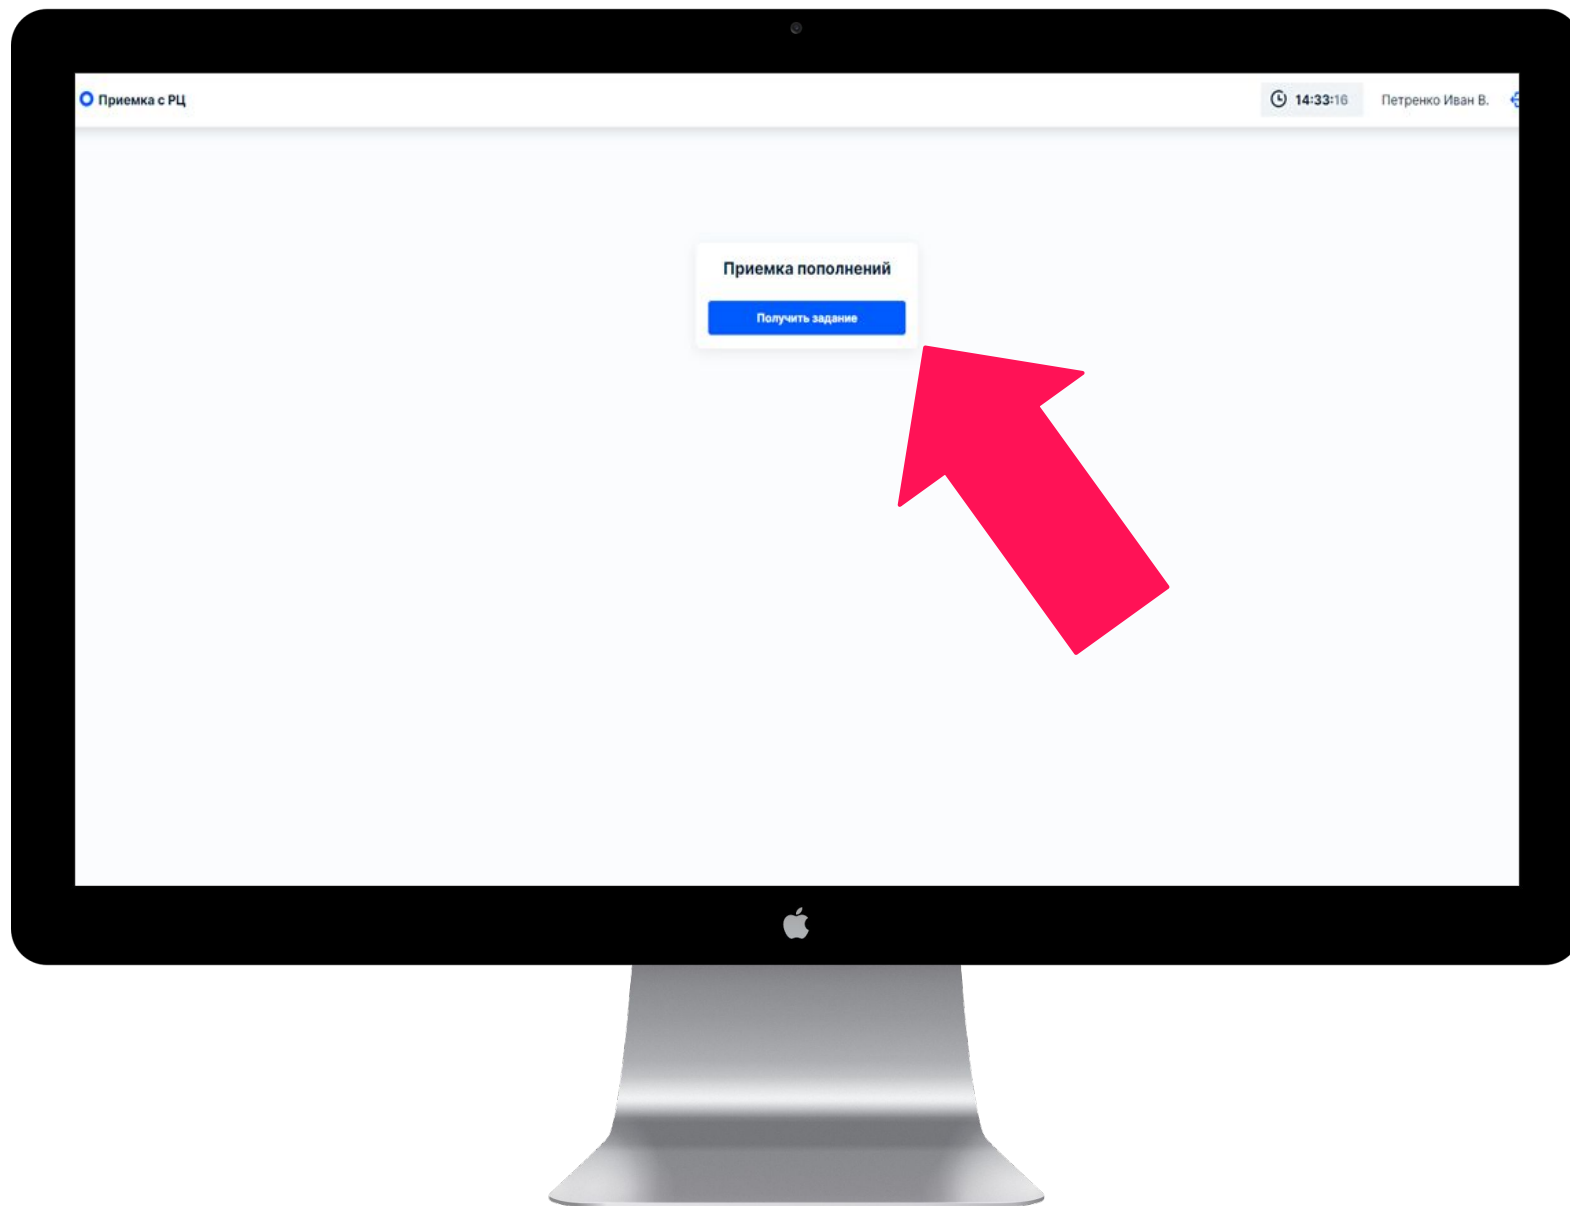 Приемка с РЦ
14:33:16
Петренко Иван В.
Приемка пополнений
Получить задание